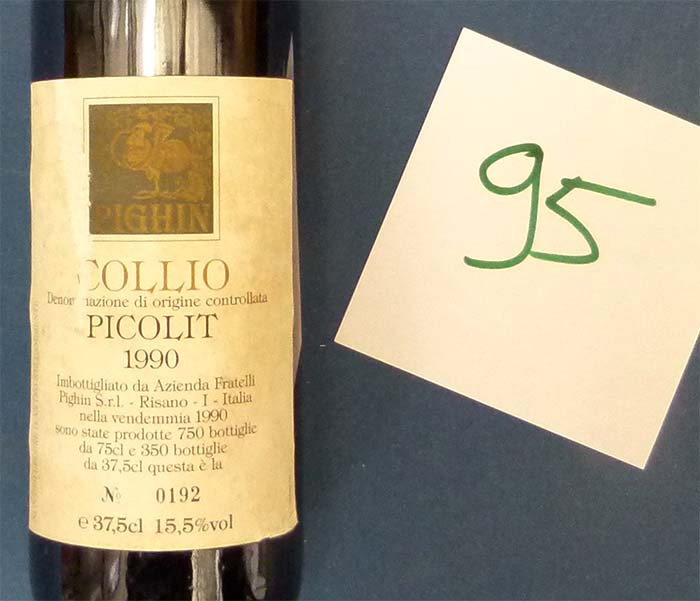 PIGHIN
COLLIO
Denominazione di origine controllata
PICOLIT
1990
Imbottigliato da Azienda Fratelli
Pighin S.r.l. - Risano - I - Italia
nella vendemmia 1990
sono state prodotte 750 bottiglie
da 75cl e 350 bottiglie
da 37,5cl questa è la
No 0192
e 37,5cl 15,5%vol
95